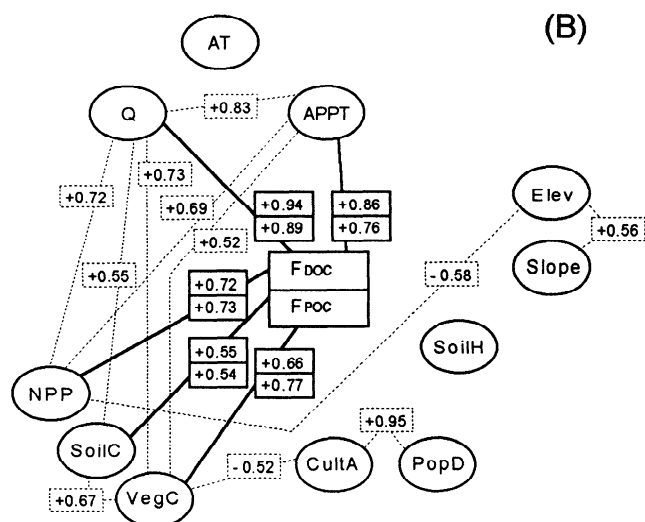 (B)
AT
Q
+0.83
APPT
+0.72
+0.73
+0.69
+0.94
+0.89
+0.86
+0.76
Elev
+0.56
Slope
+0.52
+0.55
- 0.58
FDOC
FPOC
+0.72
+0.73
SoilH
+0.55
+0.54
+0.66
+0.77
NPP
SoilC
+0.95
- 0.52
CultA
PopD
+0.67
VegC